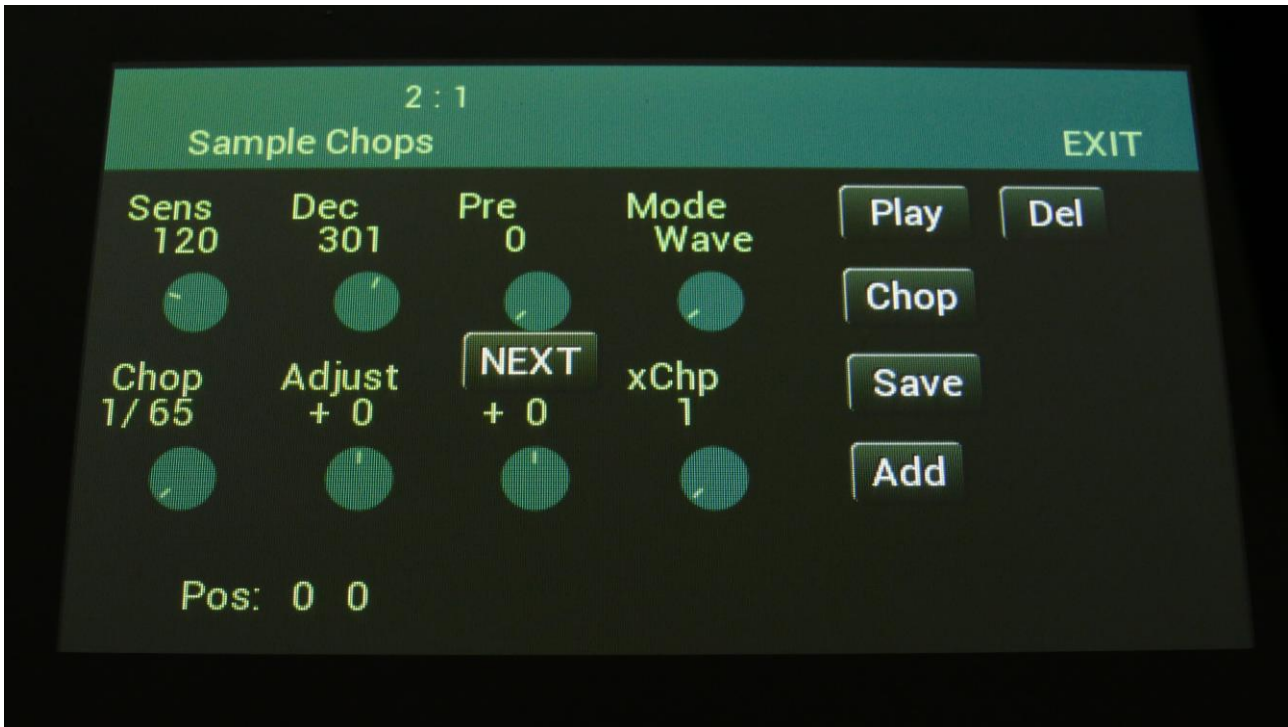 2 : 1
Sample Chops
EXIT
Sens
Dec
Pre
Mode
Play
Del
120
301
0
Wave
Chop
NEXT
Chop
Adjust
xChp
Save
1/ 65
+ 0
+ 0
1
Add
Pos: 0 0